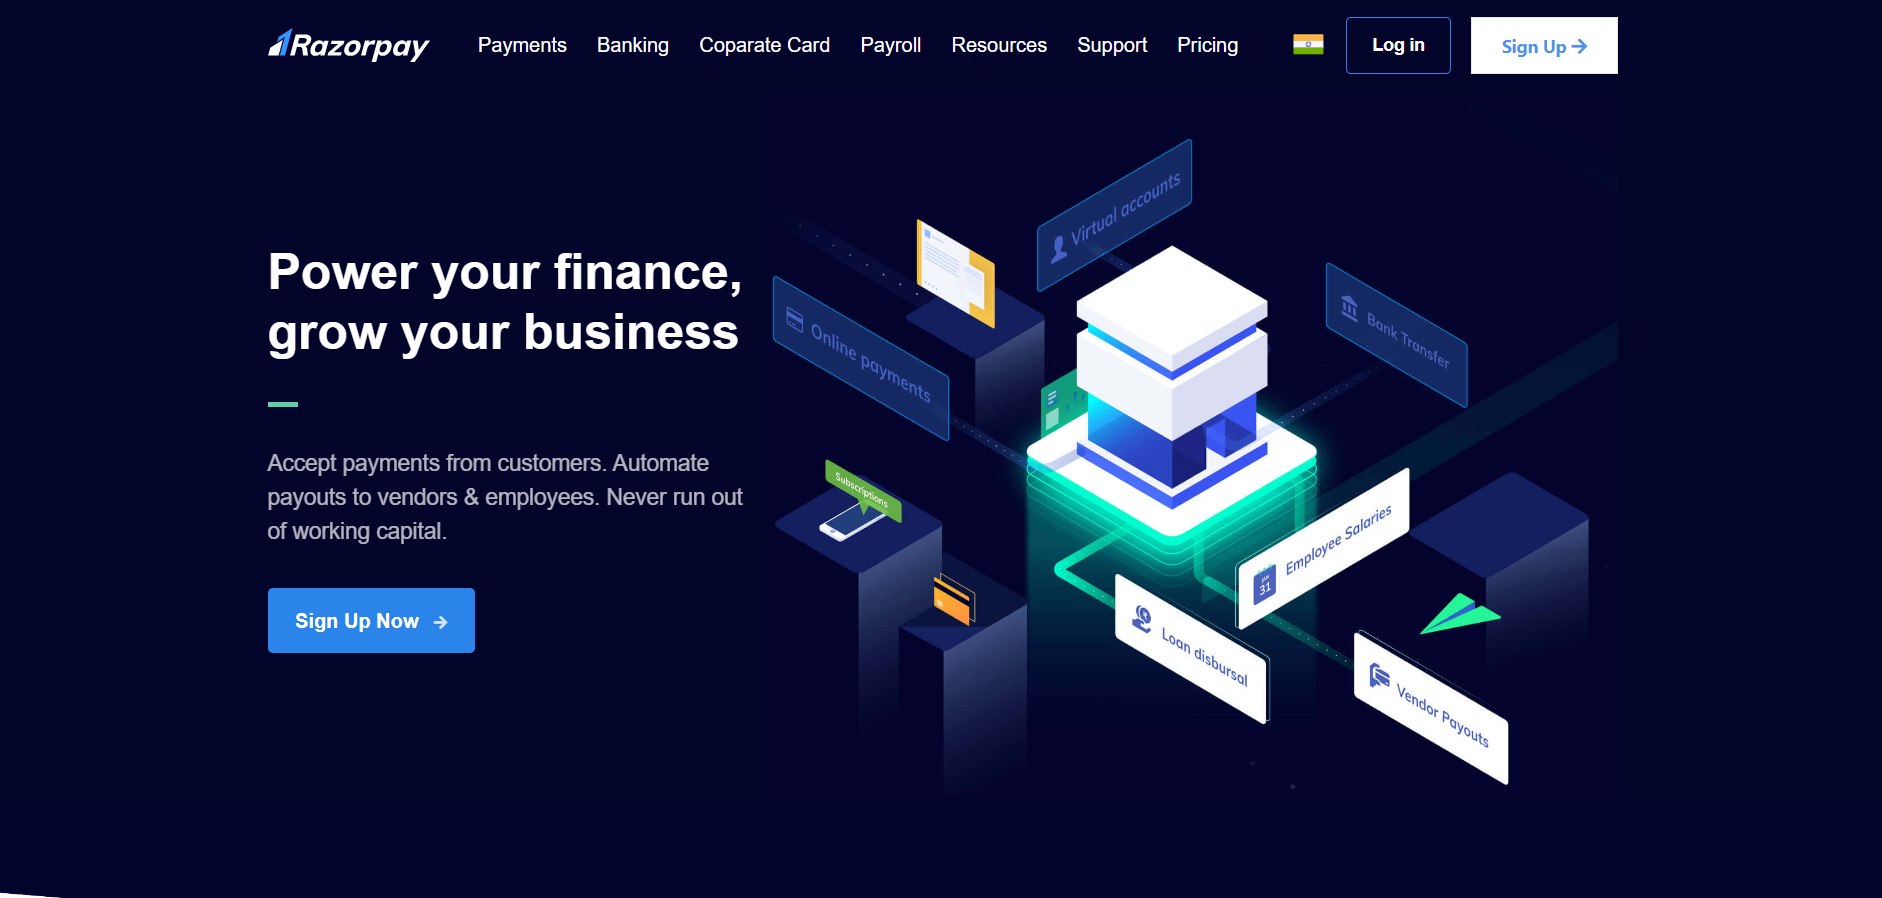 Razorpay
Payments
Banking
Coparate Card
Payroll
Resources
Support
Pricing
Log in
Sign Up
Power your finance,
grow your business
Accept payments from customers. Automate
payouts to vendors & employees. Never run out
of working capital.
Sign Up Now
Virtual accounts
Online payments
Bank Transfer
Subscriptions
Employee Salaries
JAN
31
Loan disbursal
Vendor Payouts